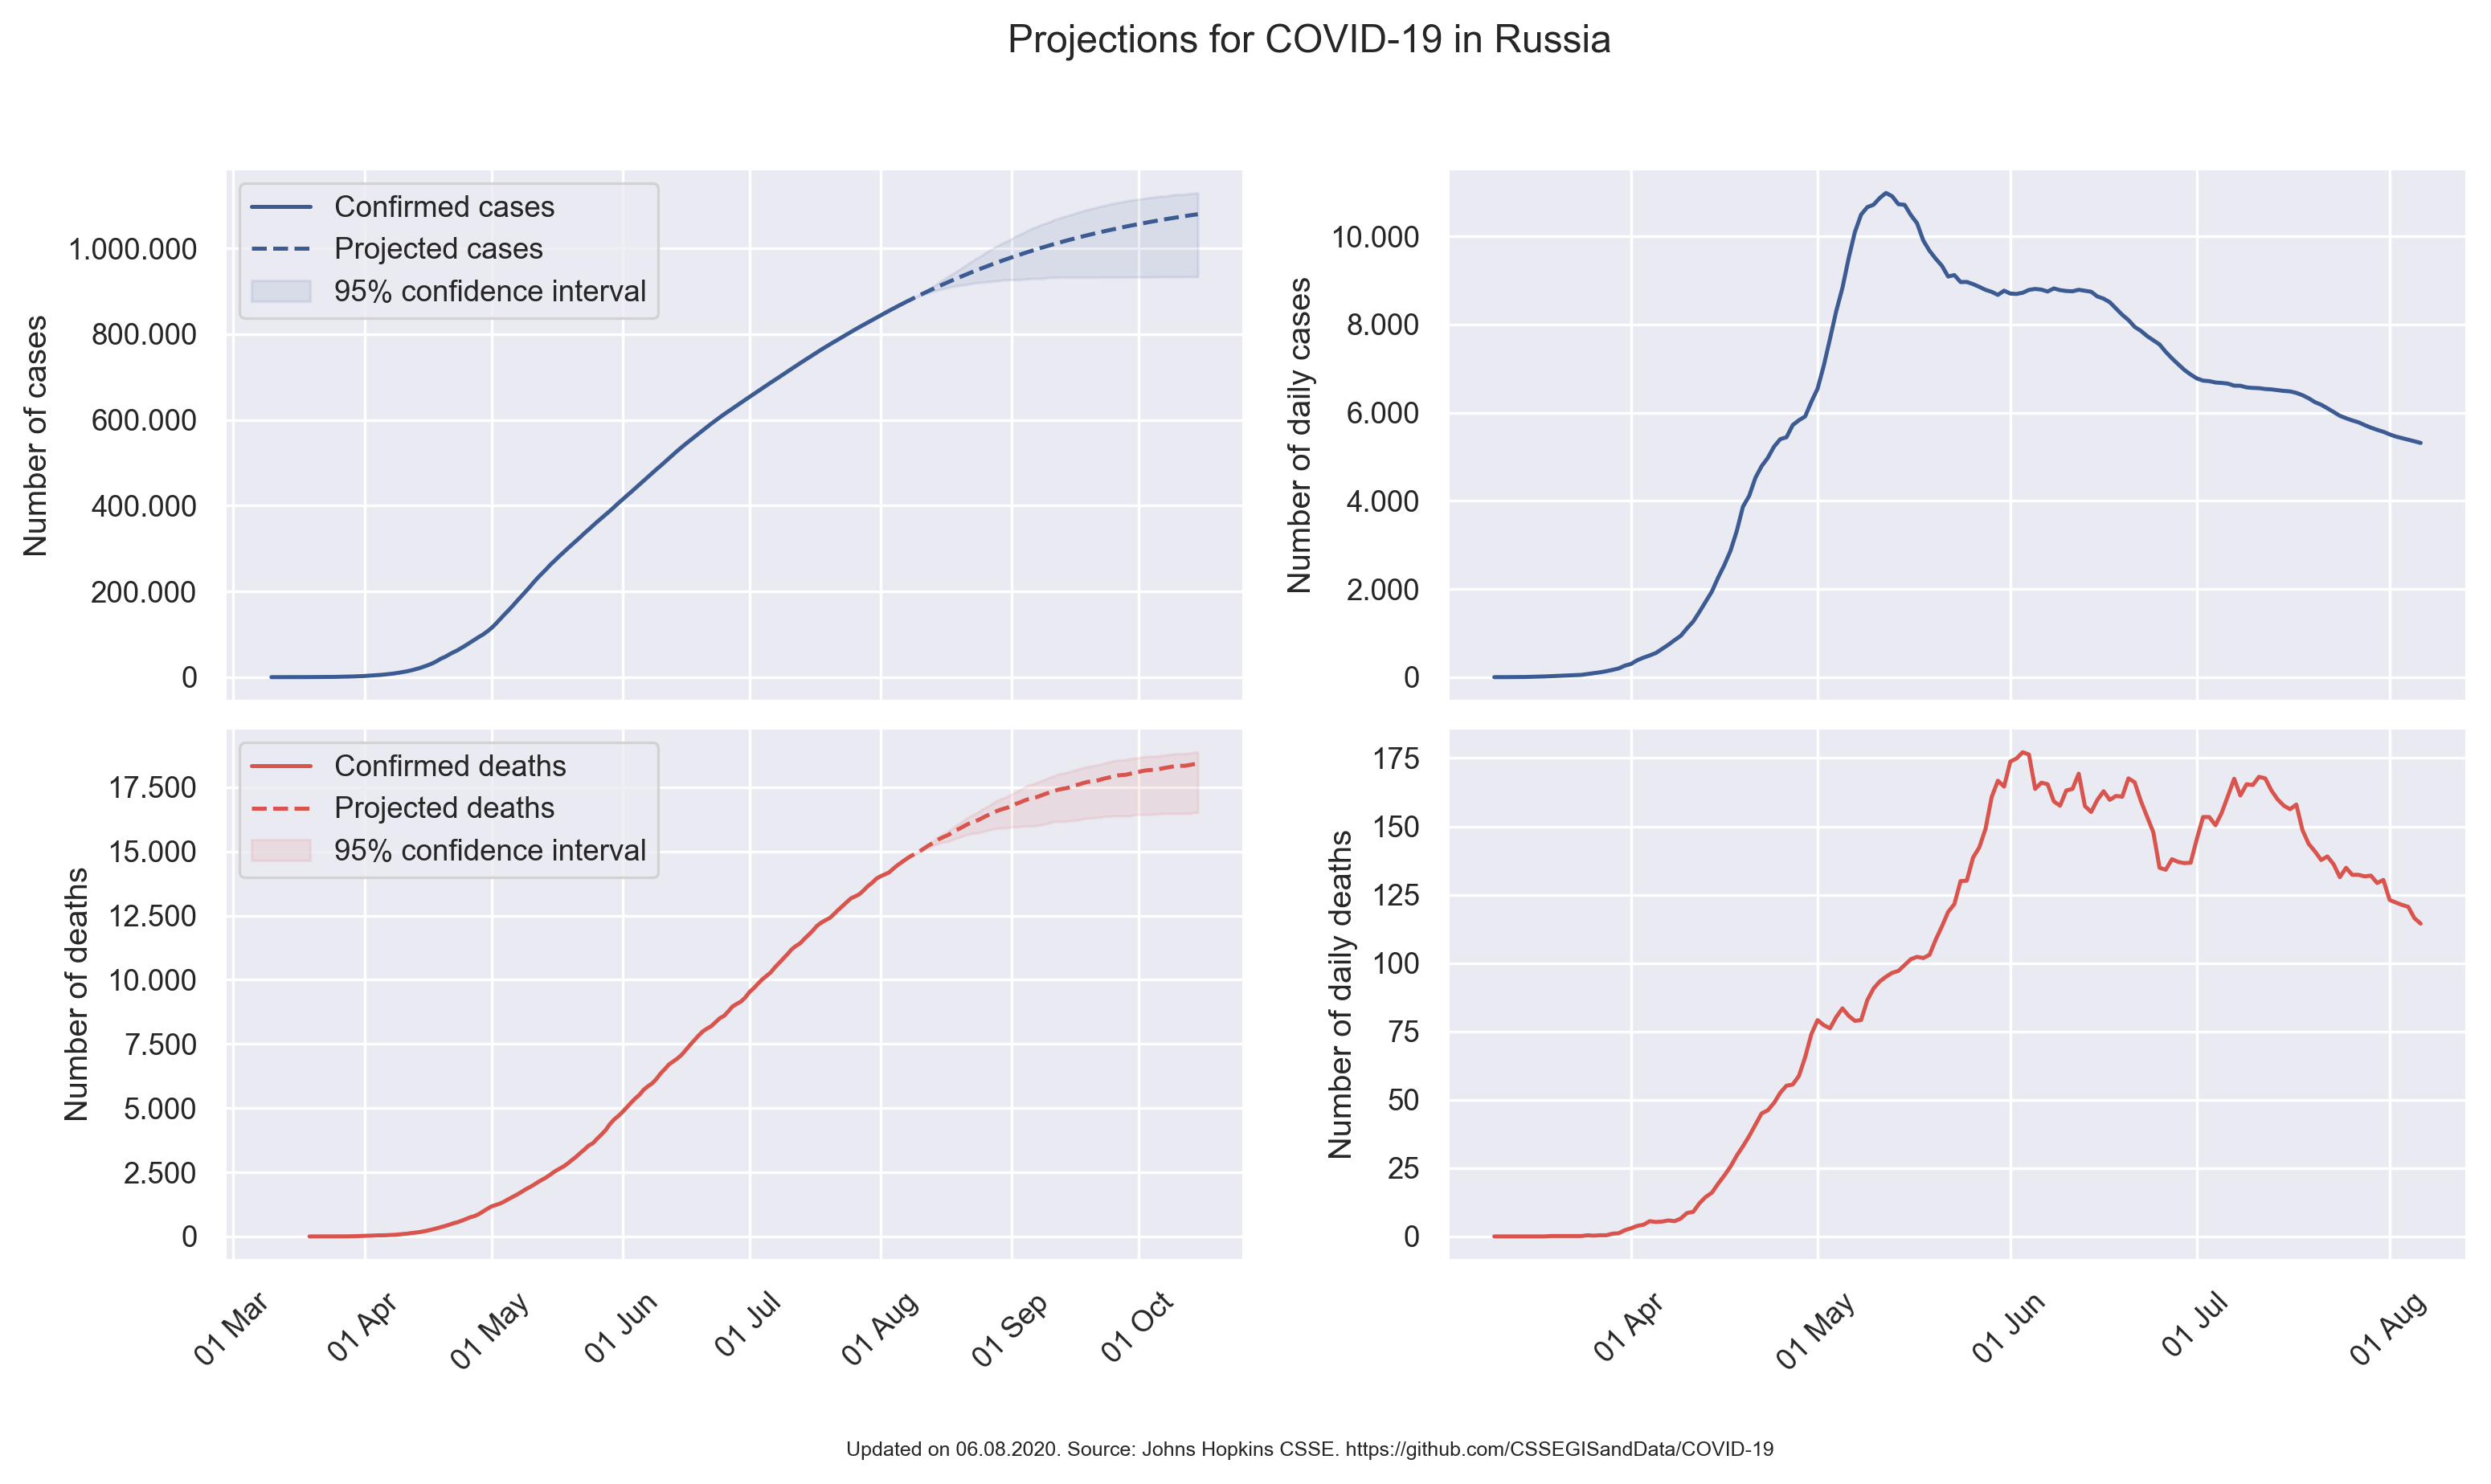 Projections for COVID-19 in Russia
Number of cases
1.000.000
800.000
600.000
400.000
200.000
0
Confirmed cases
Projected cases
95% confidence interval
Number of daily cases
10.000
8.000
6.000
4.000
2.000
0
Number of deaths
17.500
15.000
12.500
10.000
7.500
5.000
2.500
0
Confirmed deaths
Projected deaths
95% confidence interval
01 Mar
01 Apr
01 May
01 Jun
01 Jul
01 Aug
01 Sep
01 Oct
Number of daily deaths
175
150
125
100
75
50
25
0
01 Apr
01 May
01 Jun
01 Jul
01 Aug
Updated on 06.08.2020. Source: Johns Hopkins CSSE. https://github.com/CSSEGISandData/COVID-19